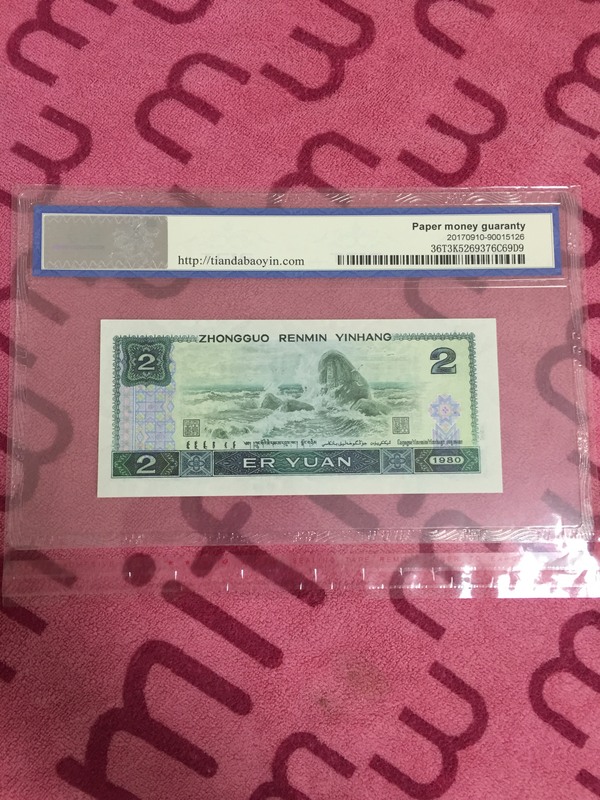 Paper money guaranty
20170910-90015126
http://tiandabaoyin.com
36T3K5269376C69D9
ZHONGGUO RENMIN YINHANG
2
2
2
ER YUAN
1980